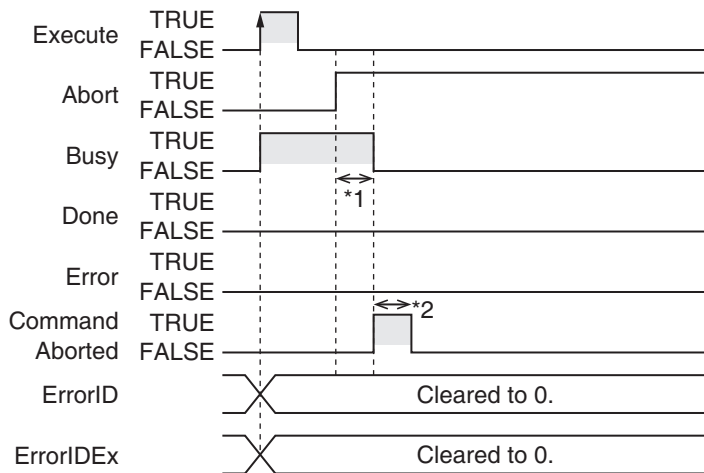 Execute TRUE
FALSE
Abort TRUE
FALSE
Busy TRUE
FALSE
*1
Done TRUE
FALSE
Error TRUE
FALSE
*2
Command TRUE
Aborted FALSE
ErrorID Cleared to 0.
ErrorIDEx Cleared to 0.